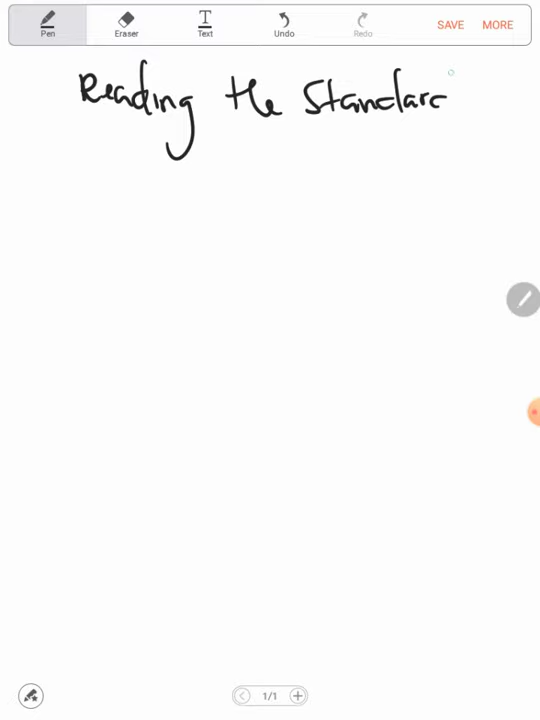 Pen Eraser Text Undo Redo SAVE MORE
Reading the Standarc
1/1